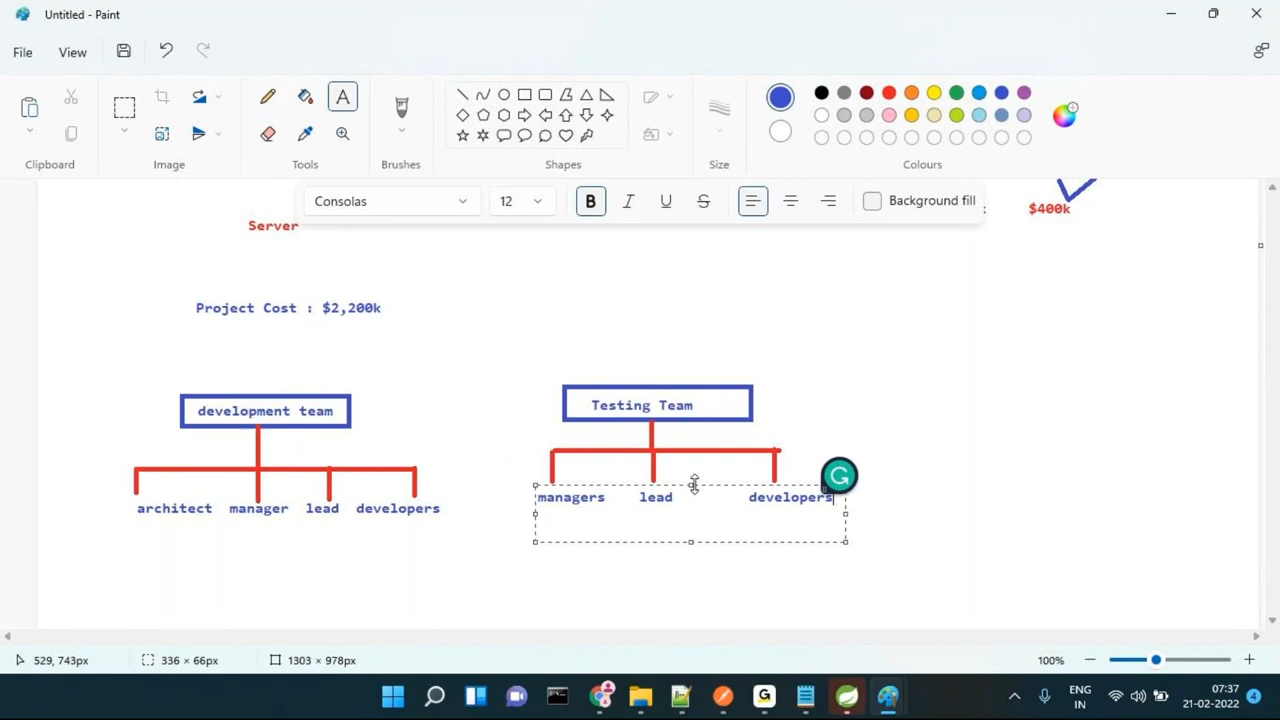 Untitled - Paint
File View
Clipboard Image Tools Brushes Shapes Size Colours
Consolas 12 B I U S Background fill
Server : $400k
Project Cost : $2,200k
development team Testing Team
managers lead developers
architect manager lead developers
529, 743px 336 × 66px 1303 × 978px 100%
ENG 07:37
IN 21-02-2022 4